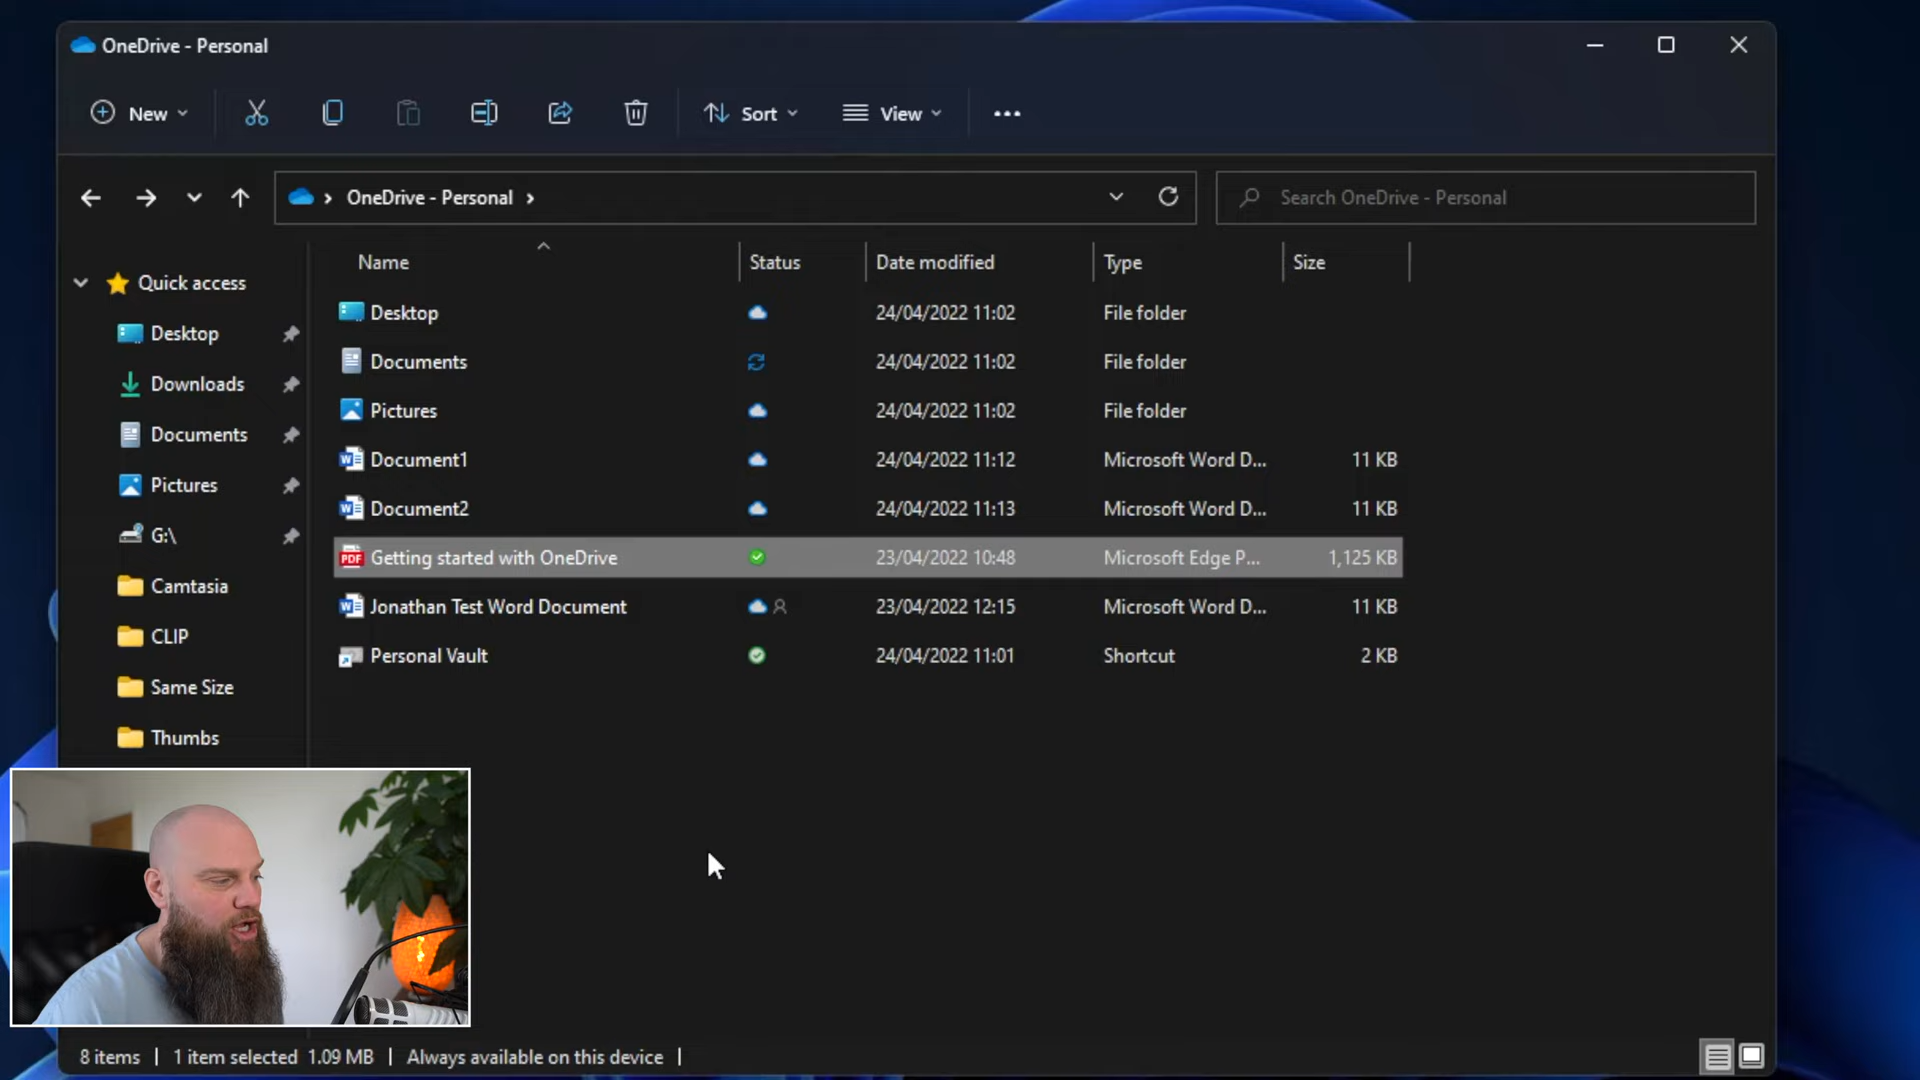 OneDrive - Personal
New
Sort
View
OneDrive - Personal
Search OneDrive - Personal
Name Status Date modified Type Size
Quick access
Desktop
Downloads
Documents
Pictures
G:\
Camtasia
CLIP
Same Size
Thumbs
Desktop 24/04/2022 11:02 File folder
Documents 24/04/2022 11:02 File folder
Pictures 24/04/2022 11:02 File folder
Document1 24/04/2022 11:12 Microsoft Word D... 11 KB
Document2 24/04/2022 11:13 Microsoft Word D... 11 KB
PDF Getting started with OneDrive 23/04/2022 10:48 Microsoft Edge P... 1,125 KB
Jonathan Test Word Document 23/04/2022 12:15 Microsoft Word D... 11 KB
Personal Vault 24/04/2022 11:01 Shortcut 2 KB
8 items | 1 item selected 1.09 MB | Always available on this device |